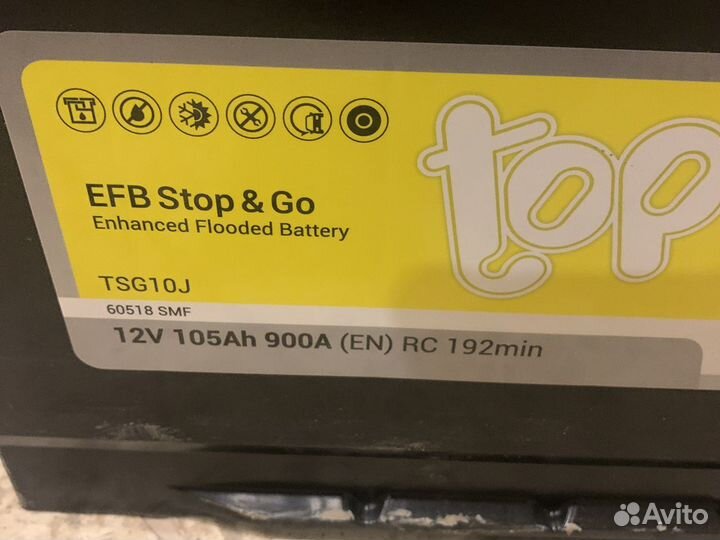 top
EFB Stop & Go
Enhanced Flooded Battery
TSG10J
60518 SMF
12V 105Ah 900A (EN) RC 192min
Avito